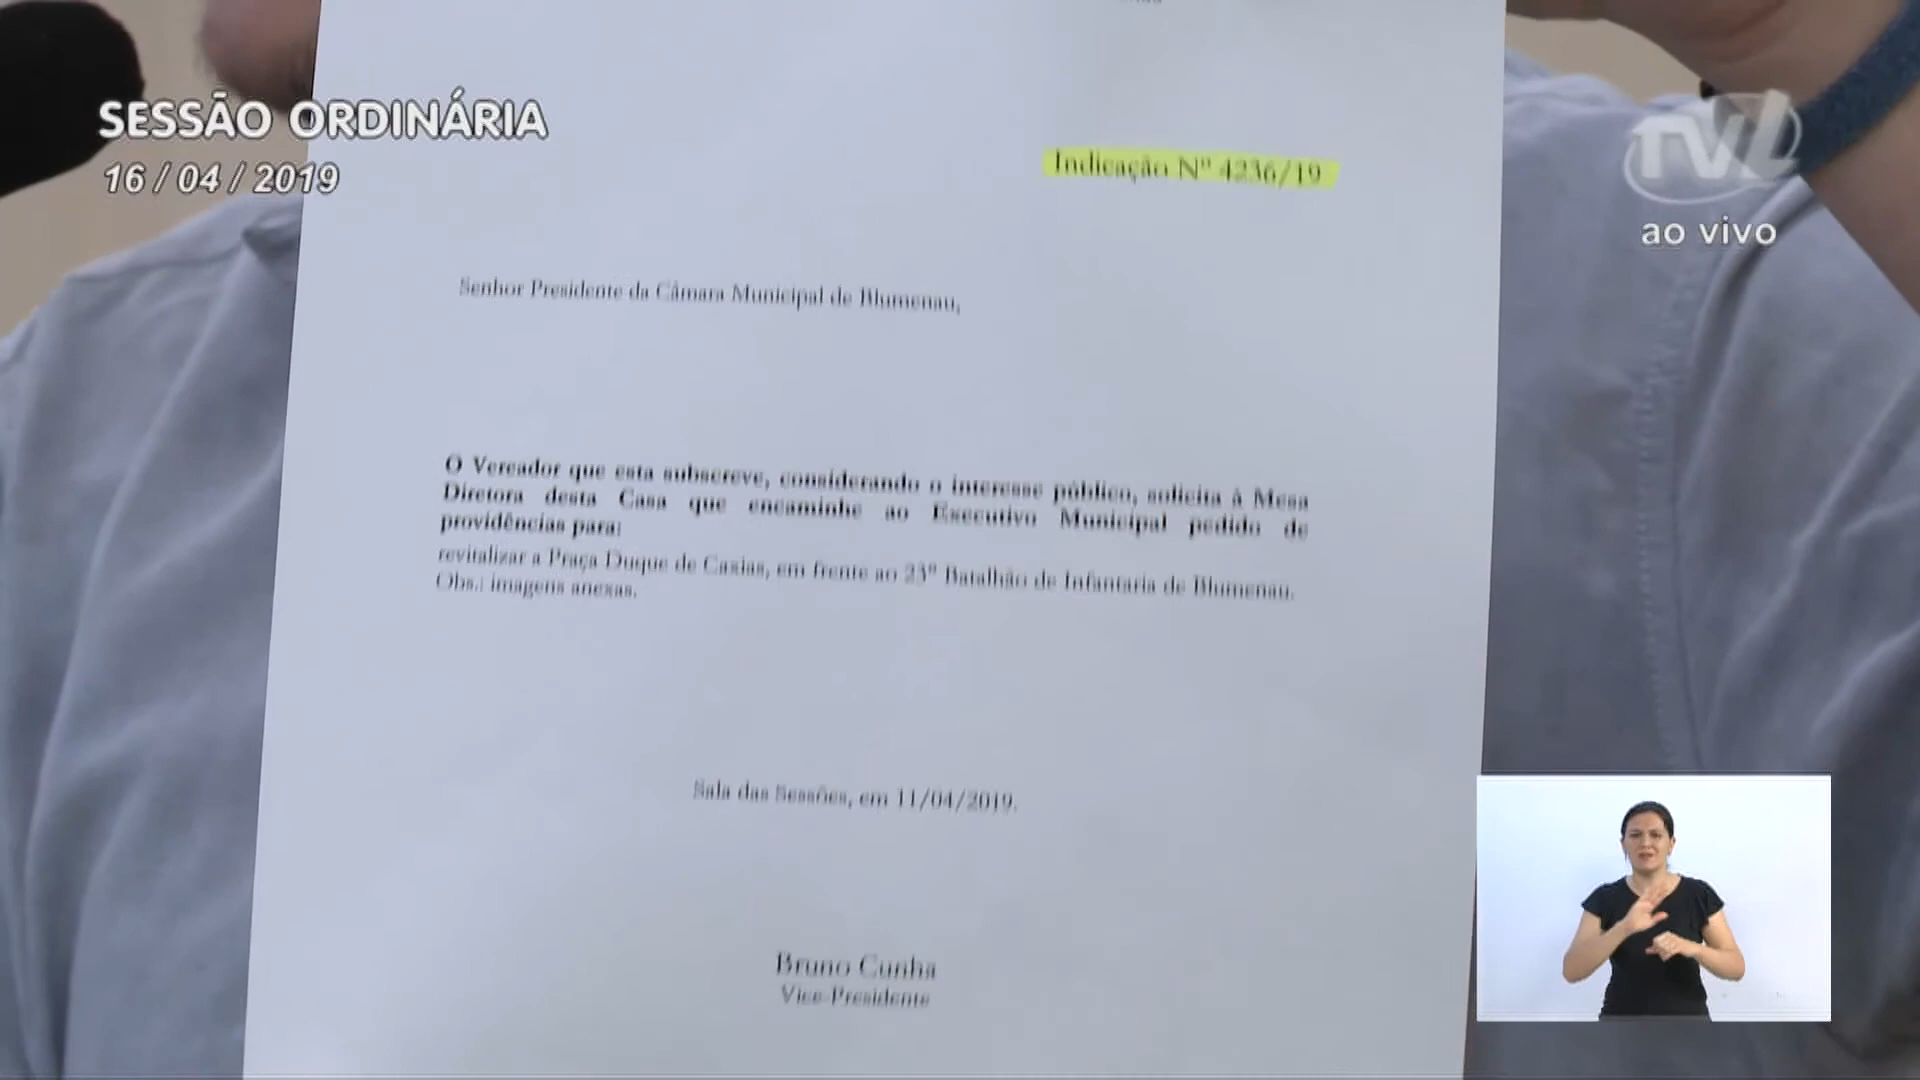 SESSÃO ORDINÁRIA
16 / 04 / 2019
TVL
ao vivo
Indicação Nº 4236/19
Senhor Presidente da Câmara Municipal de Blumenau,
O Vereador que esta subscreve, considerando o interesse público, solicita à Mesa
Diretora desta Casa que encaminhe ao Executivo Municipal pedido de
providências para:
revitalizar a Praça Duque de Caxias, em frente ao 23º Batalhão de Infantaria de Blumenau.
Obs.: imagens anexas.
Sala das Sessões, em 11/04/2019.
Bruno Cunha
Vice-Presidente